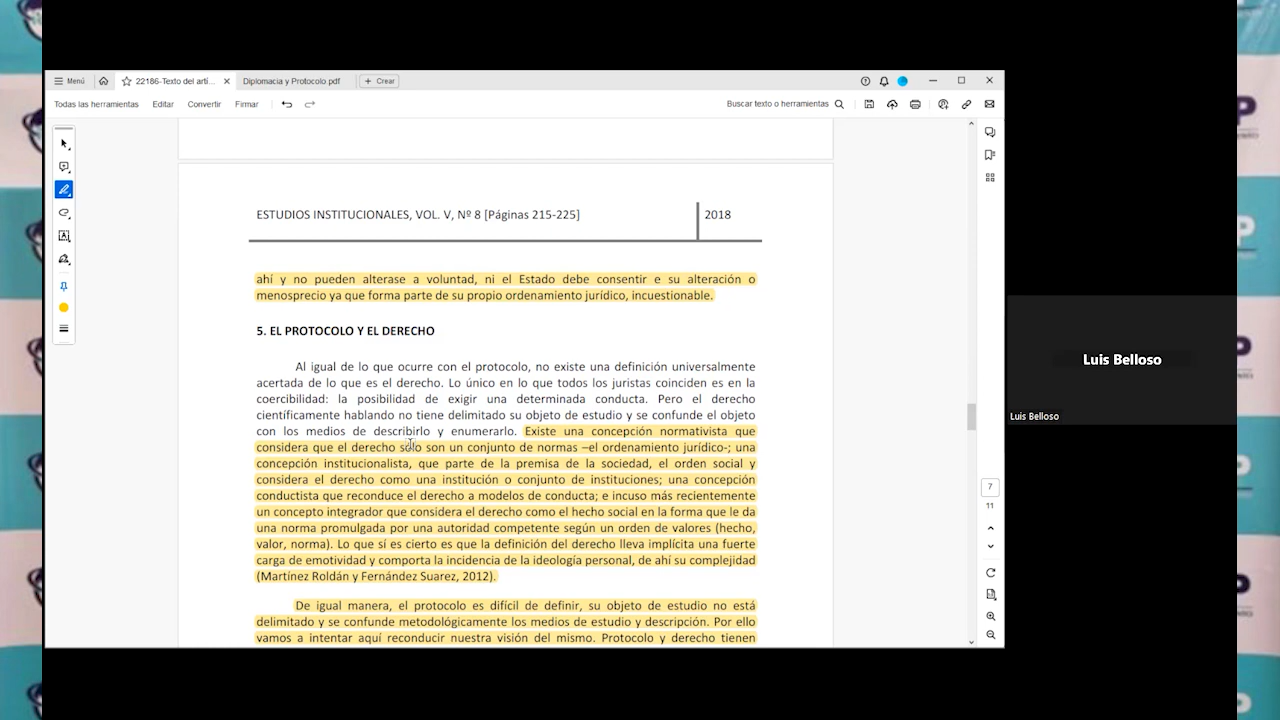 Menú
22186-Texto del artí...
Diplomacia y Protocolo pdf
Crear
Todas las herramientas Editar Convertir Firmar
Buscar texto o herramientas
ESTUDIOS INSTITUCIONALES, VOL. V, Nº 8 [Páginas 215-225] 2018
ahí y no pueden alterase a voluntad, ni el Estado debe consentir e su alteración o
menosprecio ya que forma parte de su propio ordenamiento jurídico, incuestionable.
5. EL PROTOCOLO Y EL DERECHO
Al igual de lo que ocurre con el protocolo, no existe una definición universalmente
acertada de lo que es el derecho. Lo único en lo que todos los juristas coinciden es en la
coercibilidad: la posibilidad de exigir una determinada conducta. Pero el derecho
científicamente hablando no tiene delimitado su objeto de estudio y se confunde el objeto
con los medios de describirlo y enumerarlo. Existe una concepción normativista que
considera que el derecho solo son un conjunto de normas –el ordenamiento jurídico-; una
concepción institucionalista, que parte de la premisa de la sociedad, el orden social y
considera el derecho como una institución o conjunto de instituciones; una concepción
conductista que reconduce el derecho a modelos de conducta; e incuso más recientemente
un concepto integrador que considera el derecho como el hecho social en la forma que le da
una norma promulgada por una autoridad competente según un orden de valores (hecho,
valor, norma). Lo que sí es cierto es que la definición del derecho lleva implícita una fuerte
carga de emotividad y comporta la incidencia de la ideología personal, de ahí su complejidad
(Martínez Roldán y Fernández Suarez, 2012).
De igual manera, el protocolo es difícil de definir, su objeto de estudio no está
delimitado y se confunde metodológicamente los medios de estudio y descripción. Por ello
vamos a intentar aquí reconducir nuestra visión del mismo. Protocolo y derecho tienen
7
11
Luis Belloso
Luis Belloso